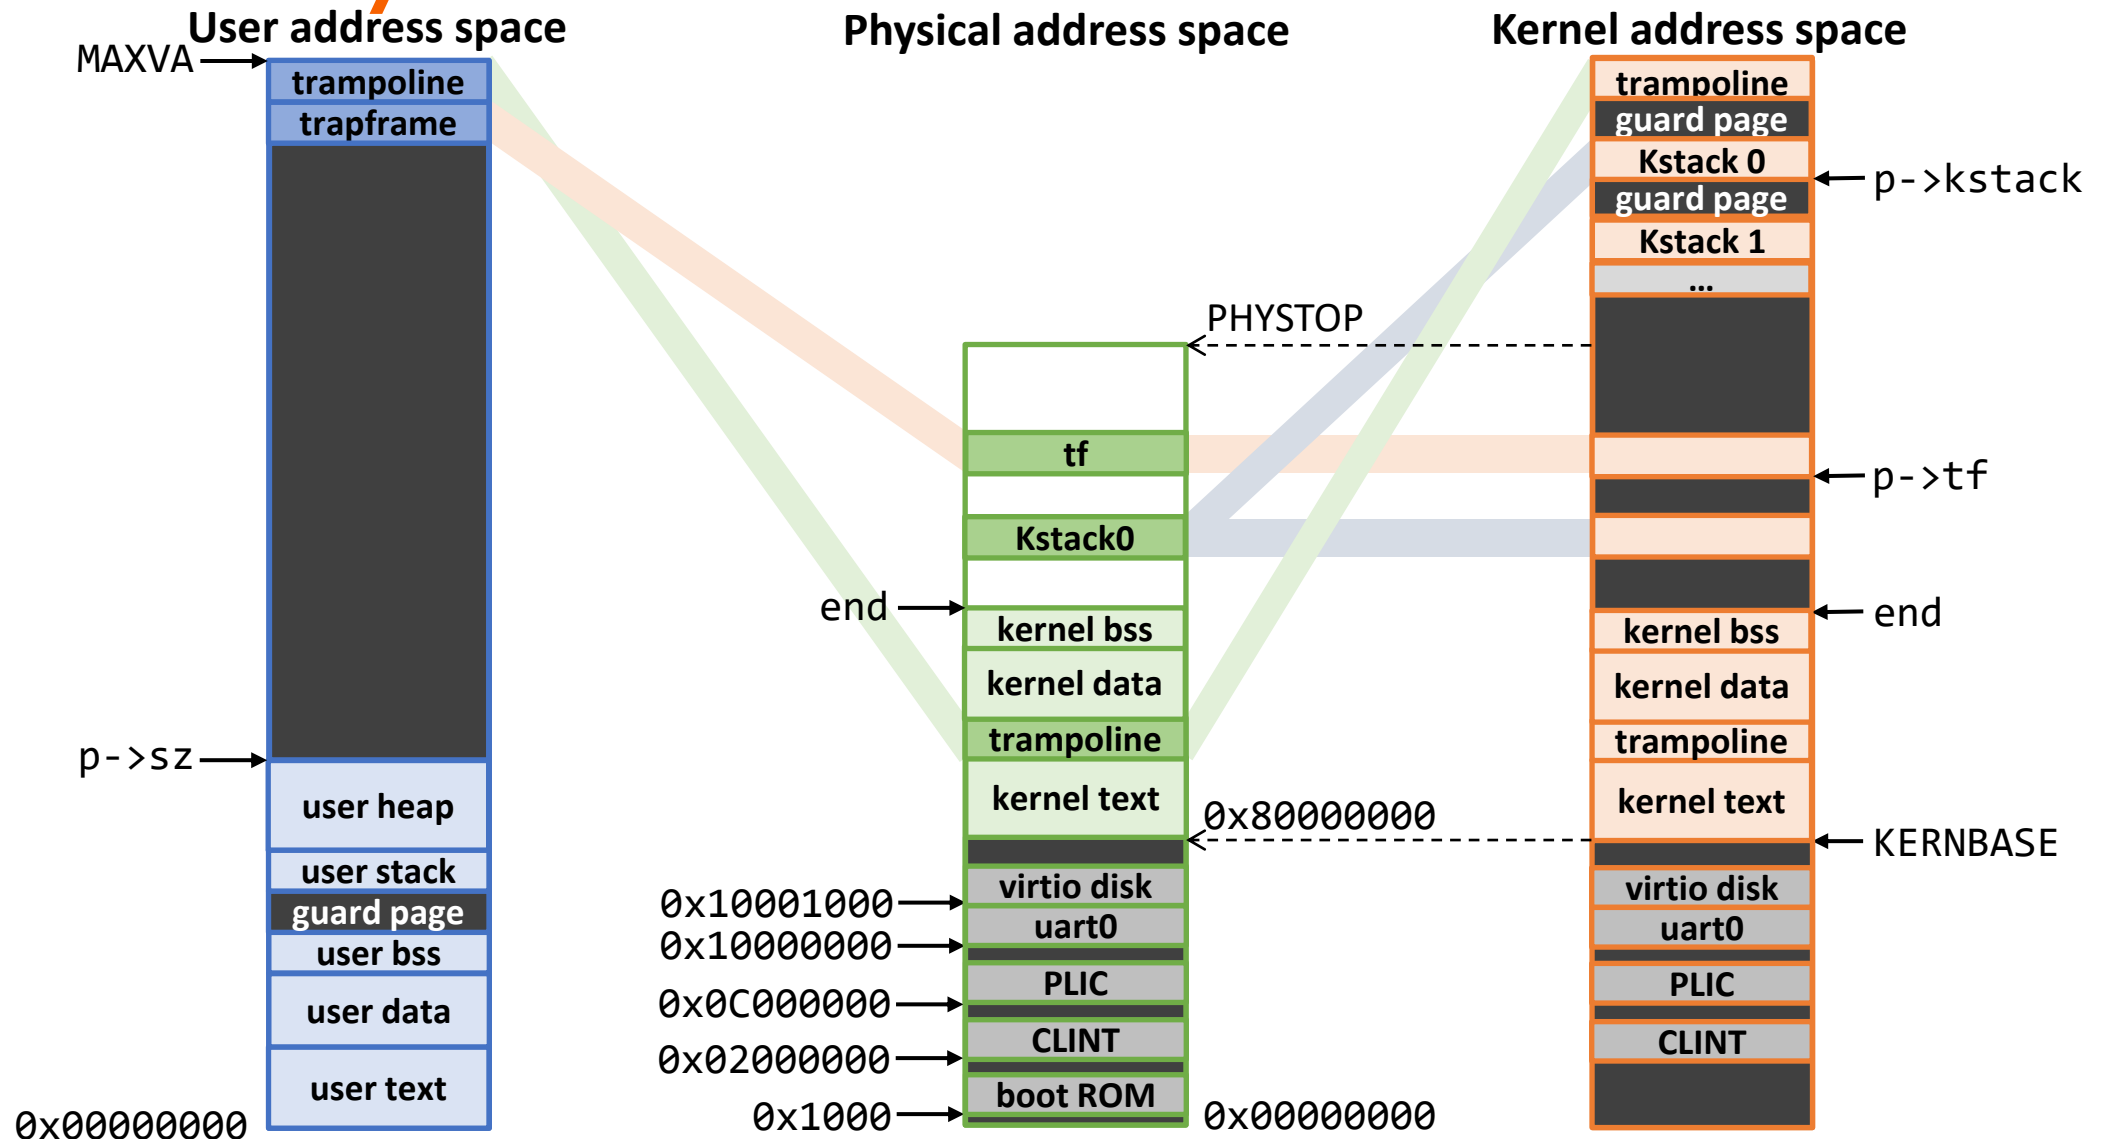 User address space
MAXVA
trampoline
trapframe
p->sz
user heap
user stack
guard page
user bss
user data
user text
0x00000000
Physical address space
PHYSTOP
tf
Kstack0
end
kernel bss
kernel data
trampoline
kernel text
0x80000000
virtio disk
0x10001000
uart0
0x10000000
PLIC
0x0C000000
CLINT
0x02000000
boot ROM
0x1000
0x00000000
Kernel address space
trampoline
guard page
Kstack 0
p->kstack
guard page
Kstack 1
...
p->tf
end
kernel bss
kernel data
trampoline
kernel text
KERNBASE
virtio disk
uart0
PLIC
CLINT